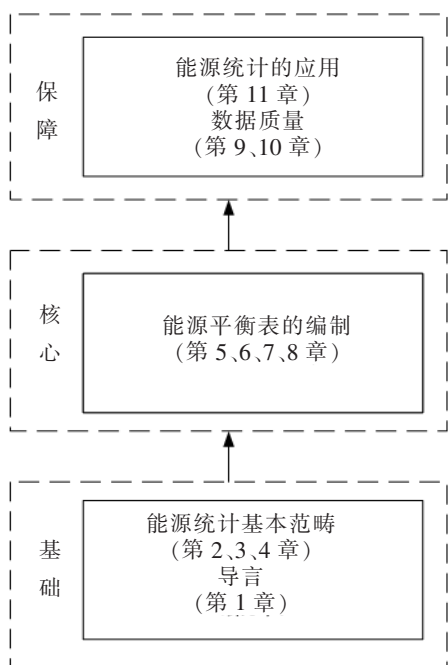 保障
能源统计的应用
(第 11 章)
数据质量
(第 9、10 章)
核心
能源平衡表的编制
(第 5、6、7、8 章)
基础
能源统计基本范畴
(第 2、3、4 章)
导言
(第 1 章)